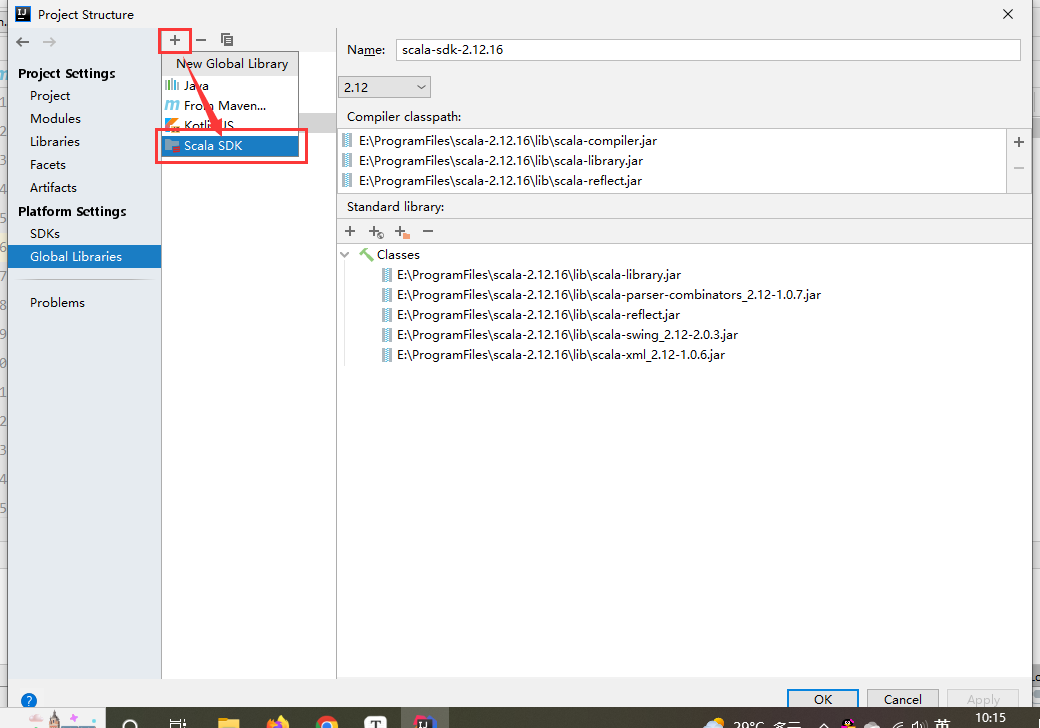 Project Structure
Project Settings
Project
Modules
Libraries
Facets
Artifacts
Platform Settings
SDKs
Global Libraries
Problems
New Global Library
Java
From Maven...
Scala SDK
Name: scala-sdk-2.12.16
2.12
Compiler classpath:
E:\ProgramFiles\scala-2.12.16\lib\scala-compiler.jar
E:\ProgramFiles\scala-2.12.16\lib\scala-library.jar
E:\ProgramFiles\scala-2.12.16\lib\scala-reflect.jar
Standard library:
Classes
E:\ProgramFiles\scala-2.12.16\lib\scala-library.jar
E:\ProgramFiles\scala-2.12.16\lib\scala-parser-combinators_2.12-1.0.7.jar
E:\ProgramFiles\scala-2.12.16\lib\scala-reflect.jar
E:\ProgramFiles\scala-2.12.16\lib\scala-swing_2.12-2.0.3.jar
E:\ProgramFiles\scala-2.12.16\lib\scala-xml_2.12-1.0.6.jar
OK
Cancel
Apply
10:15